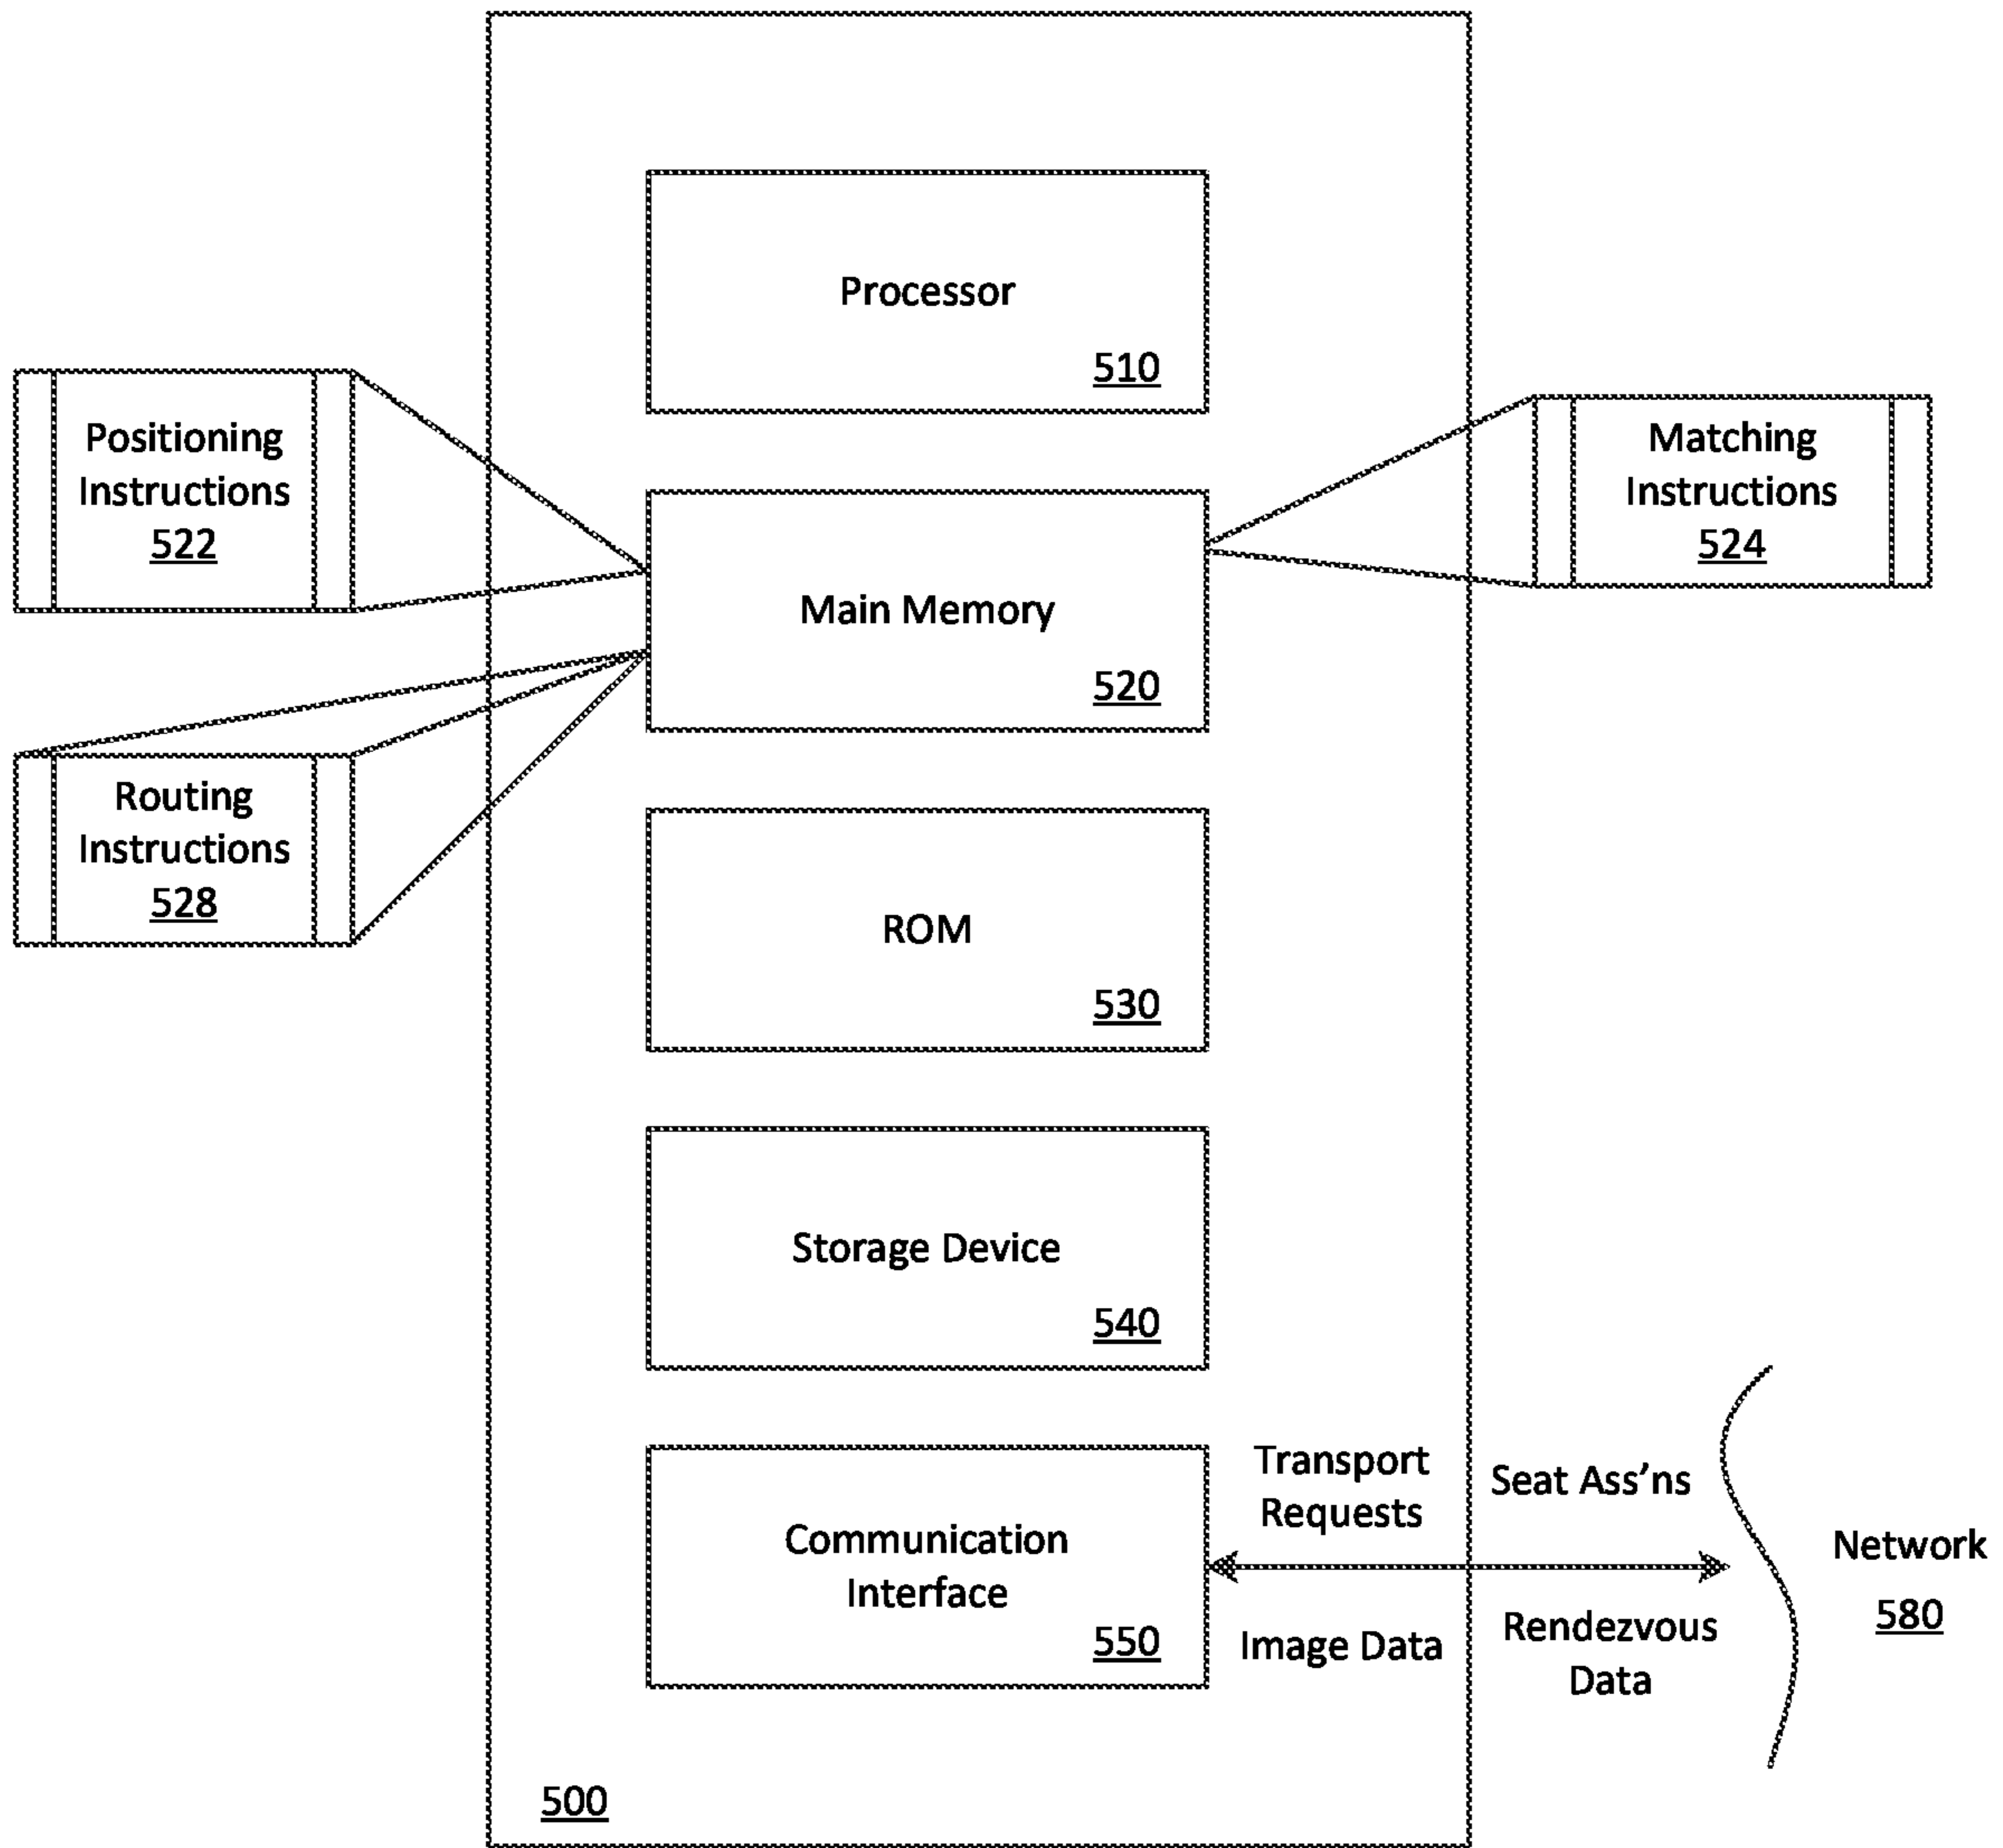 Processor
510
Positioning
Instructions
522
Matching
Instructions
524
Main Memory
520
Routing
Instructions
528
ROM
530
Storage Device
540
Communication
Interface
550
Transport
Requests
Seat Ass’ns
Image Data
Rendezvous
Data
Network
580
500